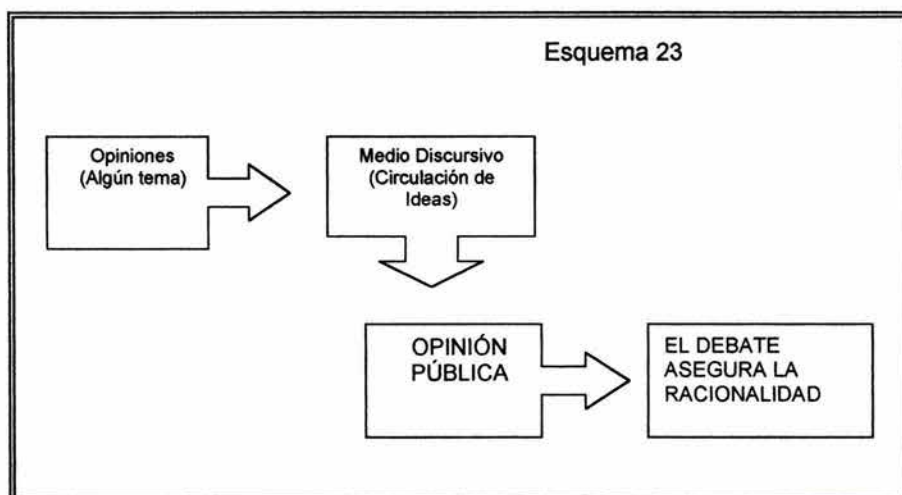 Esquema 23
Opiniones
(Algún tema)
Medio Discursivo
(Circulación de
Ideas)
OPINIÓN
PÚBLICA
EL DEBATE
ASEGURA LA
RACIONALIDAD